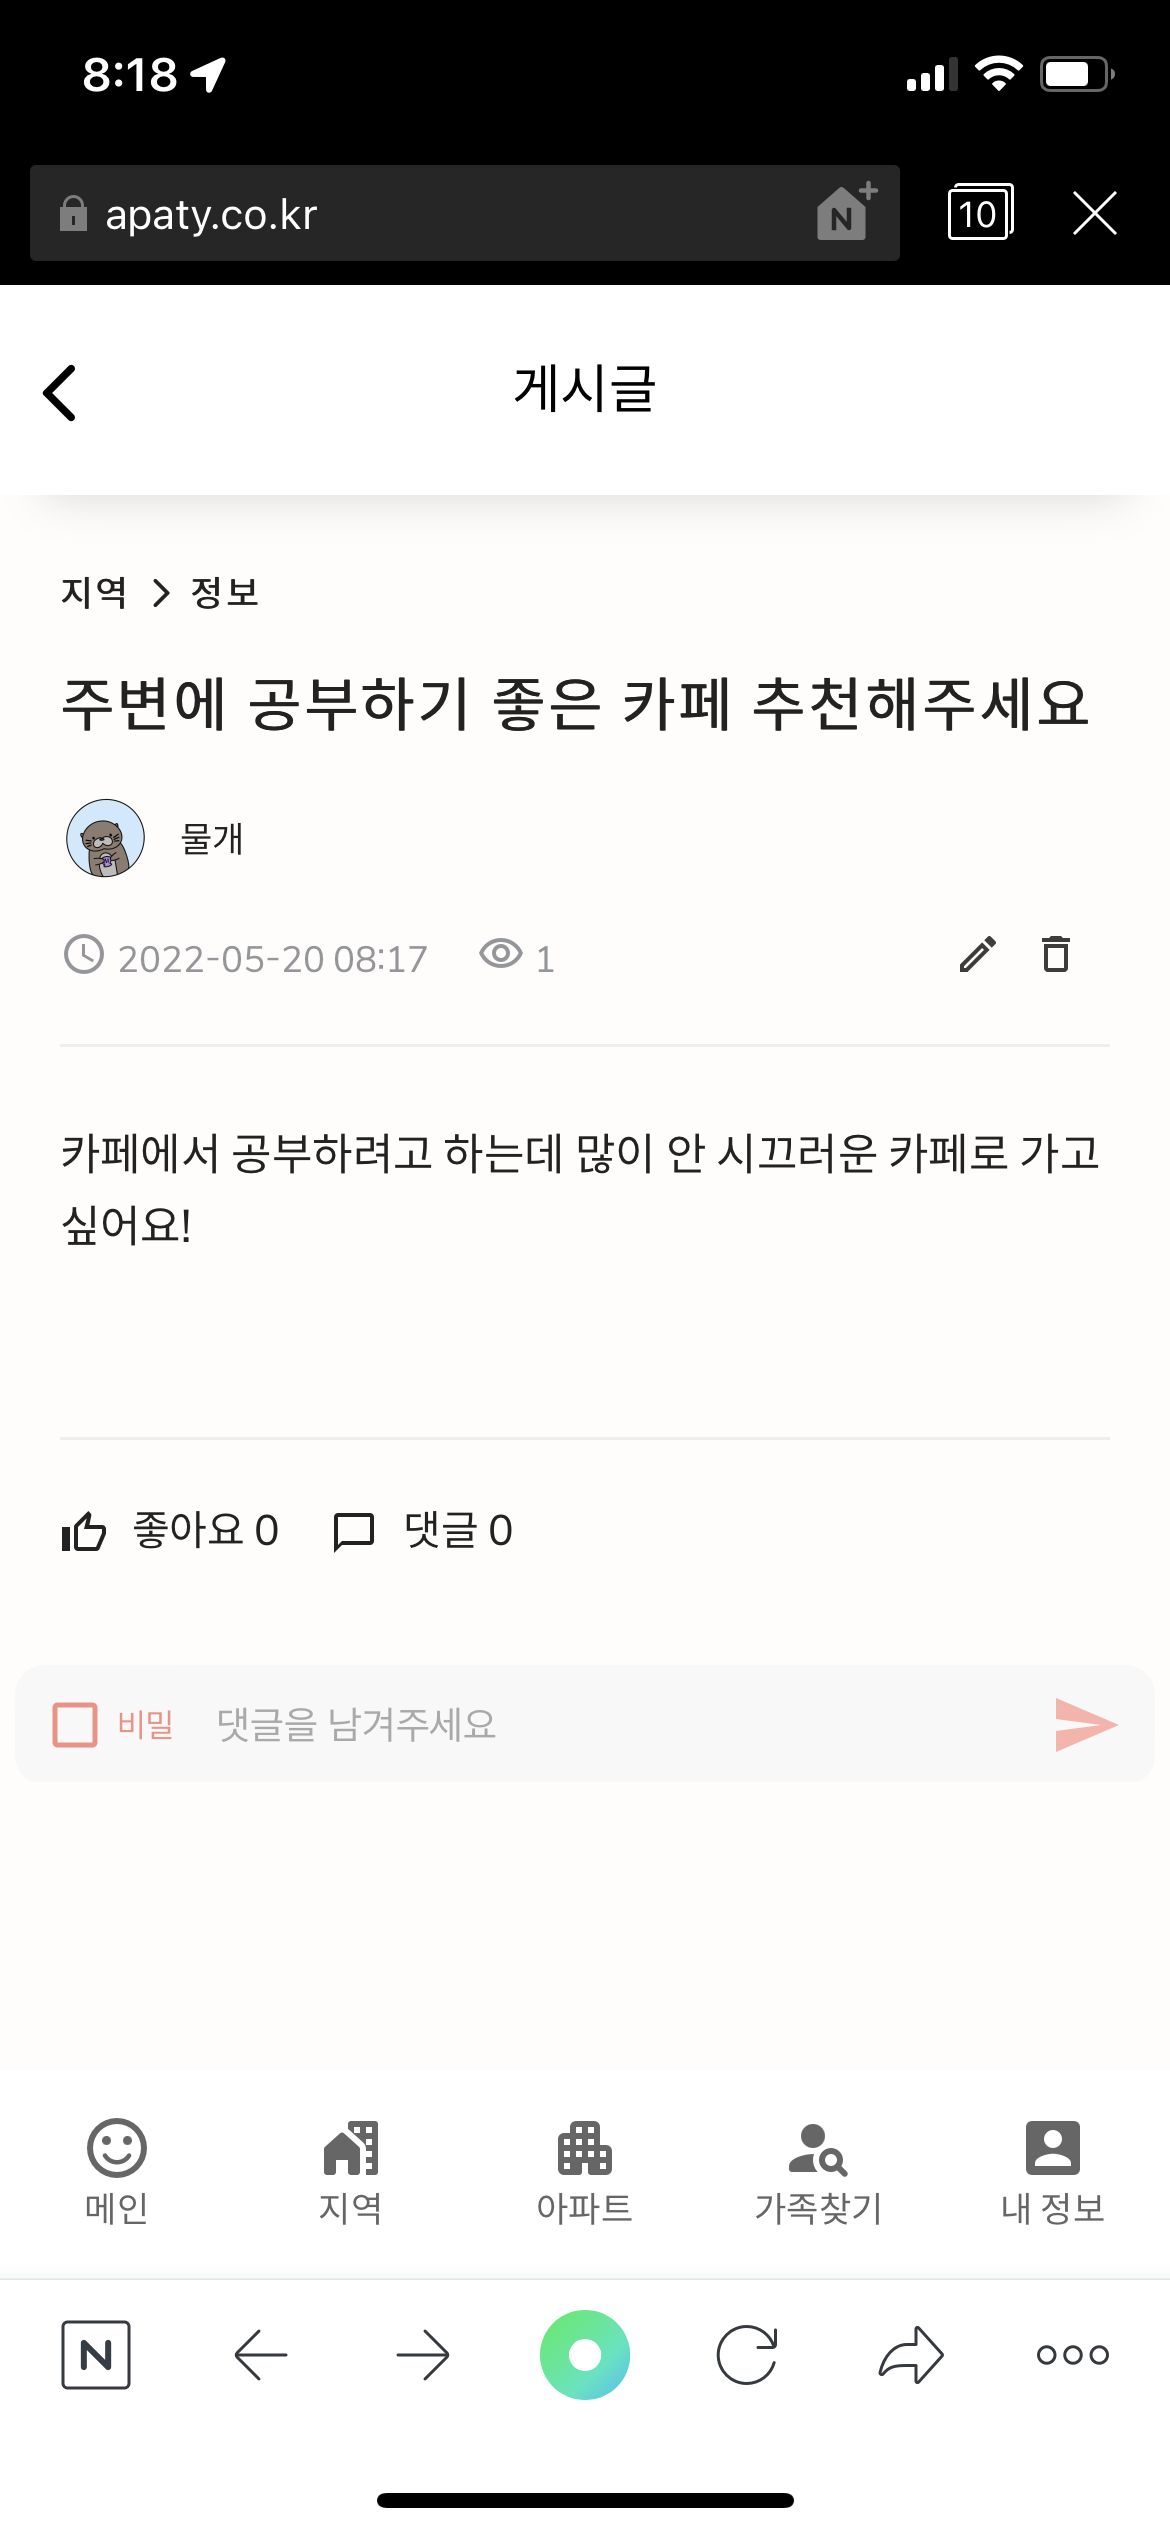 8:18
apaty.co.kr
N
10
게시글
지역 > 정보
주변에 공부하기 좋은 카페 추천해주세요
물개
2022-05-20 08:17 1
카페에서 공부하려고 하는데 많이 안 시끄러운 카페로 가고
싶어요!
좋아요 0 댓글 0
비밀 댓글을 남겨주세요
메인 지역 아파트 가족찾기 내 정보
N